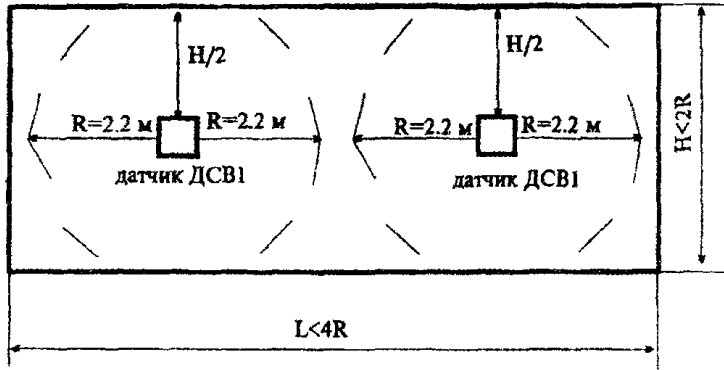 H/2
H/2
R=2.2 м R=2.2 м
R=2.2 м R=2.2 м
датчик ДСВ1
датчик ДСВ1
H<2R
L<4R